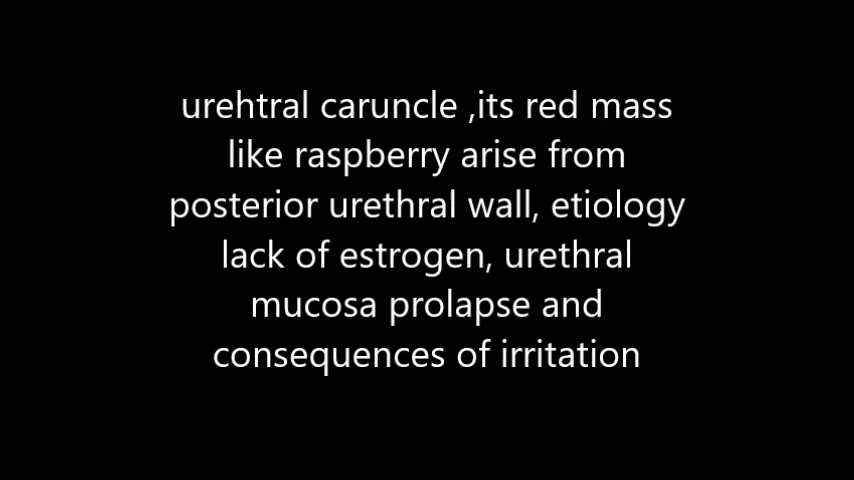 urehtral caruncle ,its red mass
like raspberry arise from
posterior urethral wall, etiology
lack of estrogen, urethral
mucosa prolapse and
consequences of irritation